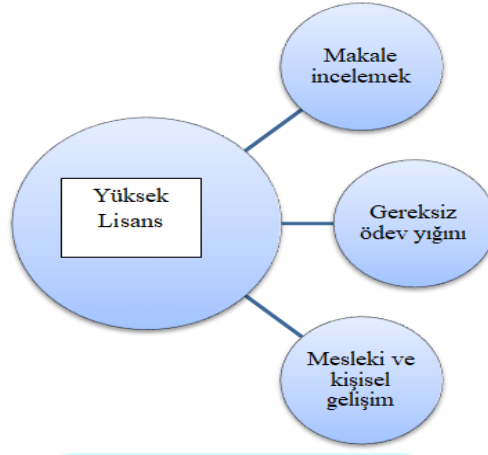 Makale
incelemek
Yüksek
Lisans
Gereksiz
ödev yığını
Mesleki ve
kişisel
gelişim